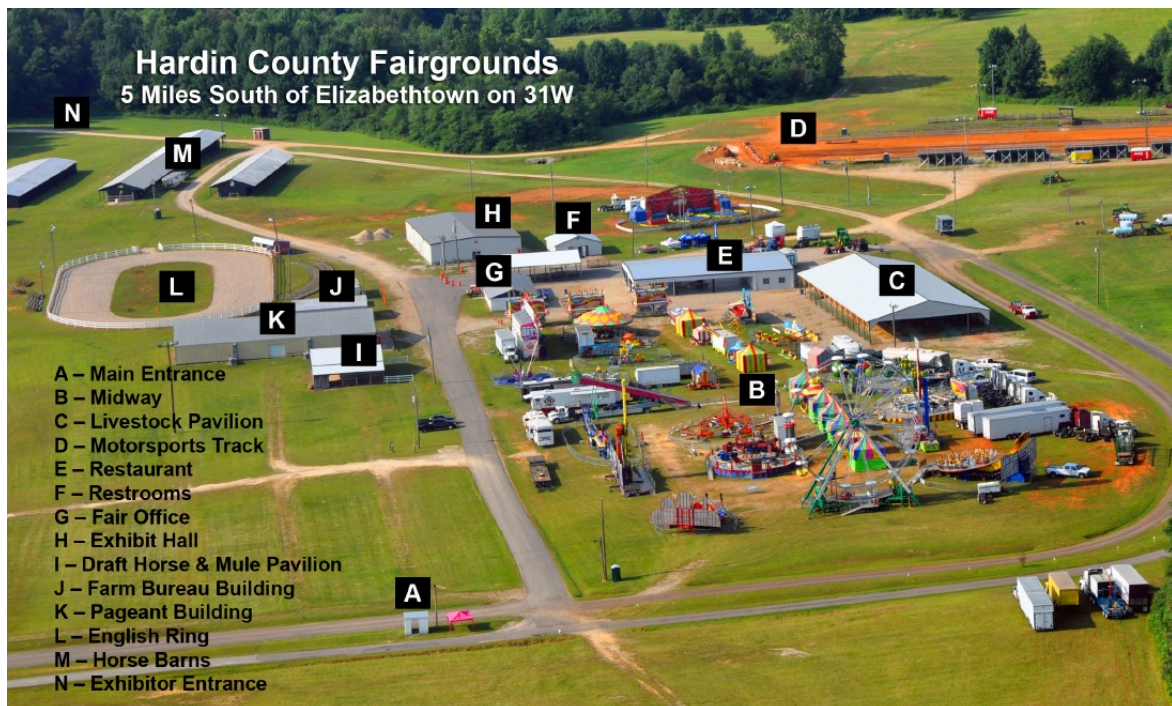 Hardin County Fairgrounds
5 Miles South of Elizabethtown on 31W
N
M
D
H
F
E
G
C
L
J
K
I
B
A
A – Main Entrance
B – Midway
C – Livestock Pavilion
D – Motorsports Track
E – Restaurant
F – Restrooms
G – Fair Office
H – Exhibit Hall
I – Draft Horse & Mule Pavilion
J – Farm Bureau Building
K – Pageant Building
L – English Ring
M – Horse Barns
N – Exhibitor Entrance